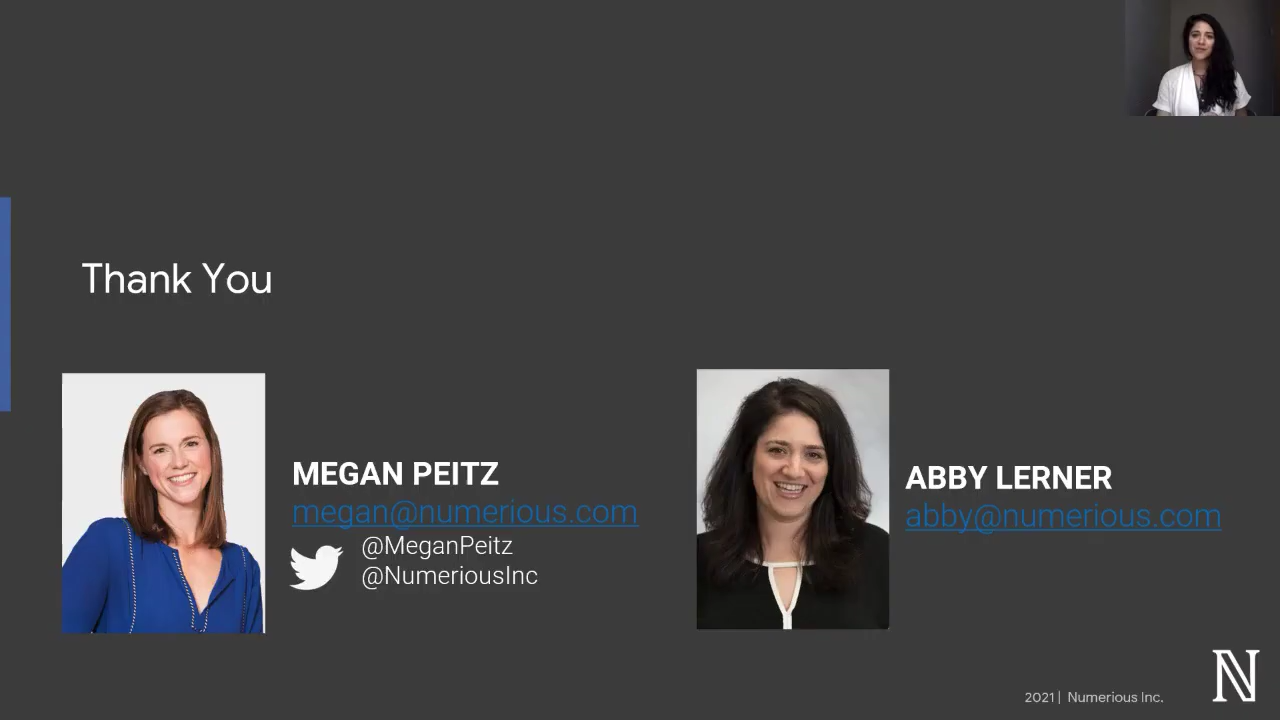 Thank You
MEGAN PEITZ
megan@numerious.com
@MeganPeitz
@NumeriousInc
ABBY LERNER
abby@numerious.com
2021| Numerious Inc.
N